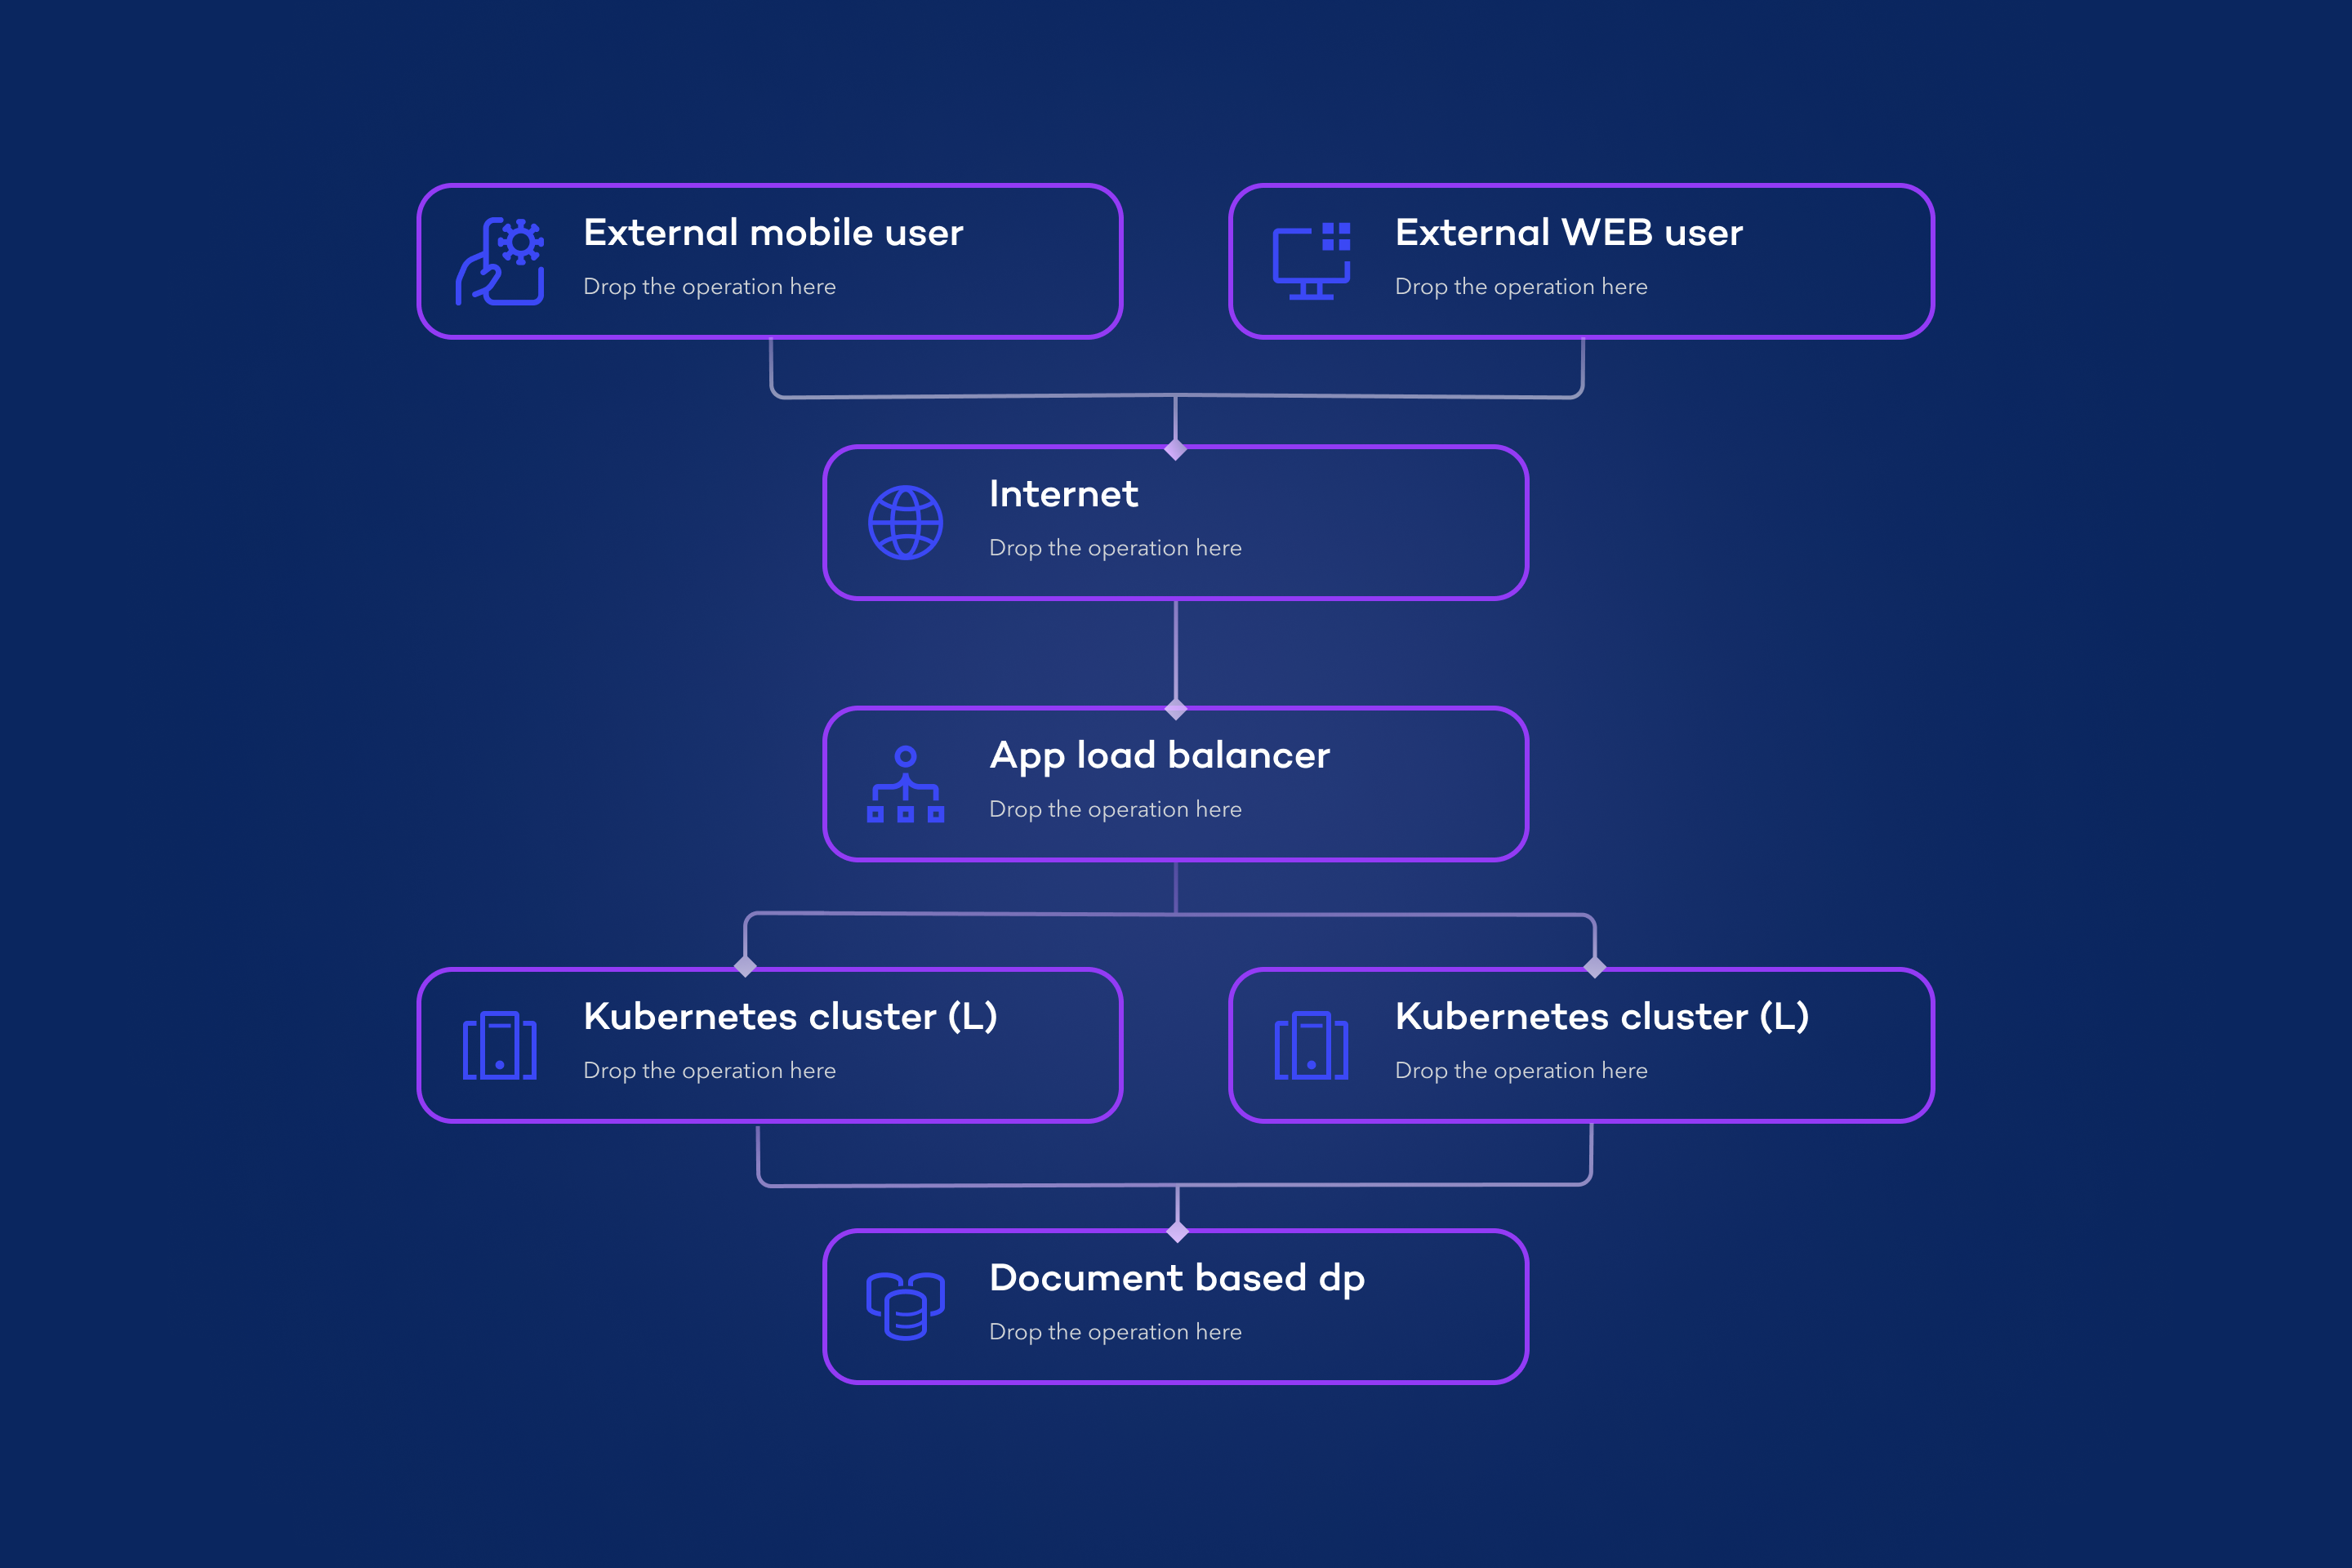 External mobile user
Drop the operation here
External WEB user
Drop the operation here
Internet
Drop the operation here
App load balancer
Drop the operation here
Kubernetes cluster (L)
Drop the operation here
Kubernetes cluster (L)
Drop the operation here
Document based dp
Drop the operation here